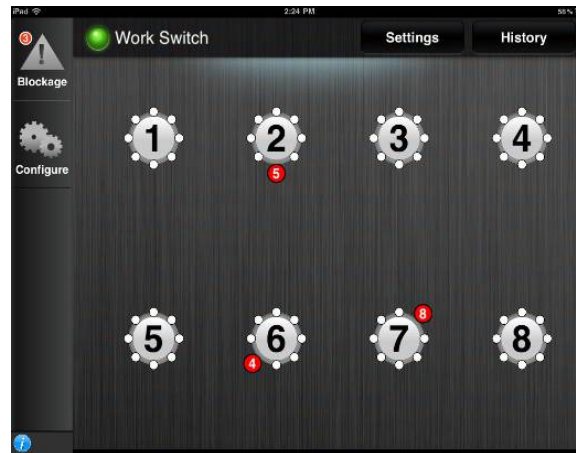 iPad 2:24 PM 58%
3
Work Switch Settings History
Blockage
1 2 3 4
Configure
5
8
5 6 7 8
4
i